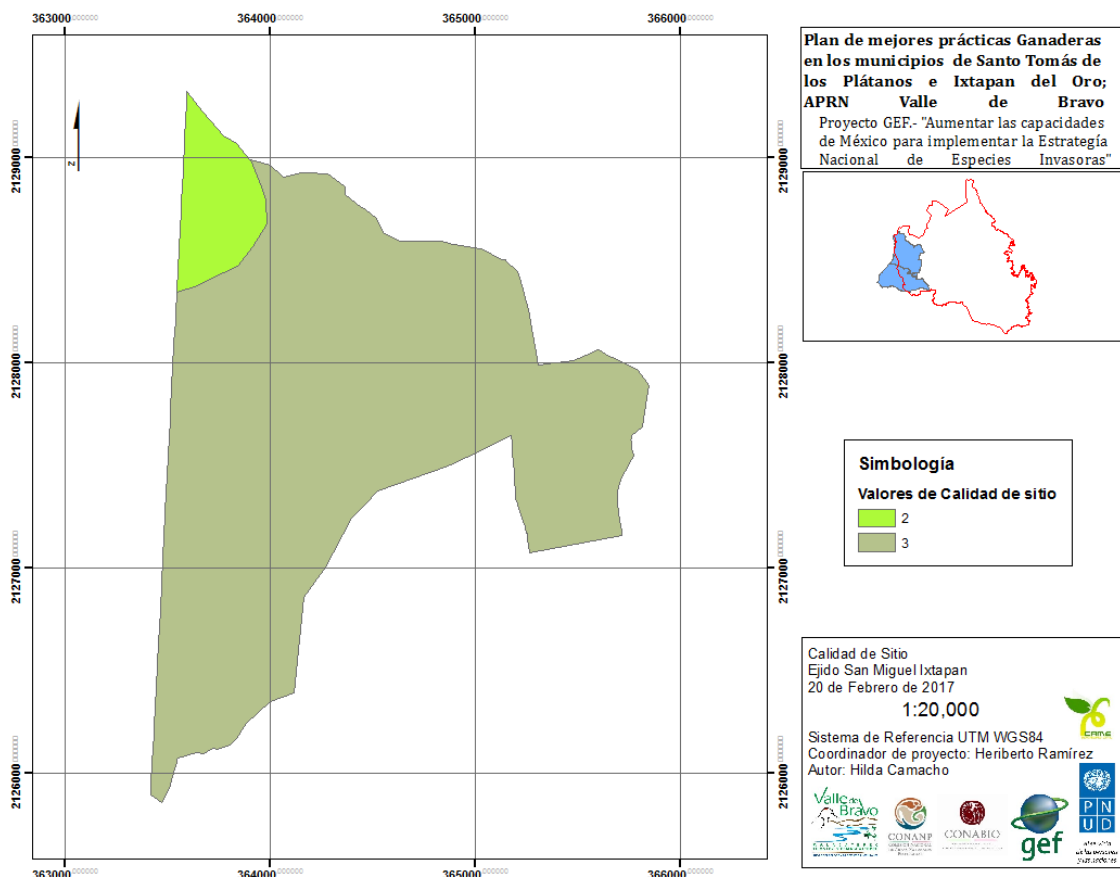 363000 364000 365000 366000
Plan de mejores prácticas Ganaderas
en los municipios de Santo Tomás de
los Plátanos e Ixtapan del Oro;
APRN Valle de Bravo
Proyecto GEF.- "Aumentar las capacidades
de México para implementar la Estrategía
Nacional de Especies Invasoras"
N
2129000 2129000
2128000 2128000
2127000 2127000
2126000 2126000
Simbología
Valores de Calidad de sitio
2
3
Calidad de Sitio
Ejido San Miguel Ixtapan
20 de Febrero de 2017
1:20,000
Sistema de Referencia UTM WGS84
Coordinador de proyecto: Heriberto Ramírez
Autor: Hilda Camacho
CAME
Valle de
Bravo
CONANP
CONABIO
gef
P N
U D
363000 364000 365000 366000